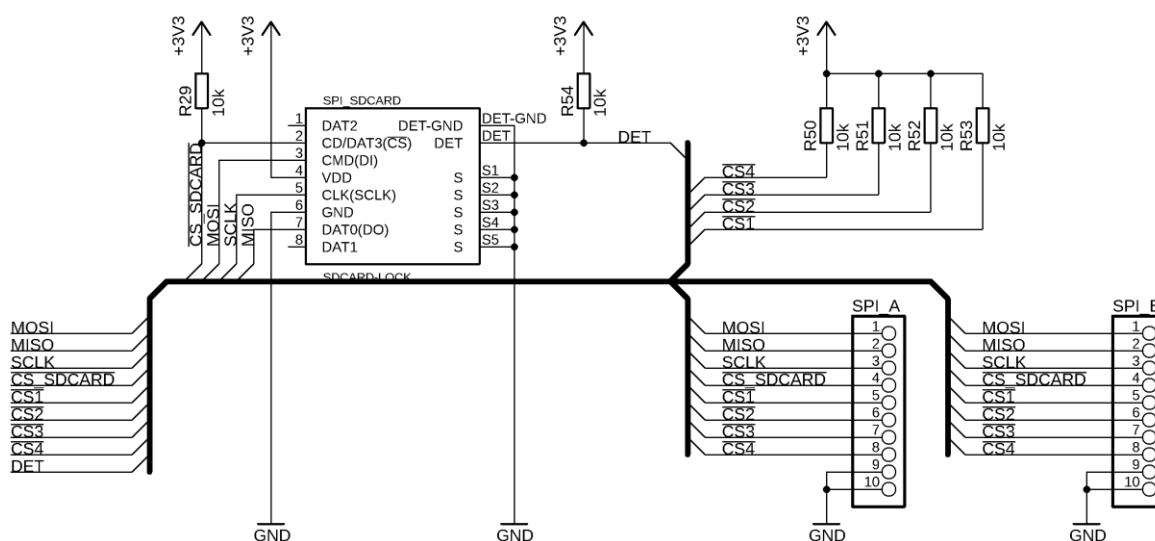 +3V3
+3V3
+3V3
+3V3
R29
10k
R54
10k
R50
10k
R51
10k
R52
10k
R53
10k
SPI_SDCARD
1 DAT2 DET-GND DET-GND
2 CD/DAT3(CS) DET DET
3 CMD(DI)
4 VDD S S1
5 CLK(SCLK) S S2
6 GND S S3
7 DAT0(DO) S S4
8 DAT1 S S5
SDCARD-LOCK
CS_SDCARD
MOSI
SCLK
MISO
DET
CS4
CS3
CS2
CS1
MOSI
MISO
SCLK
CS_SDCARD
CS1
CS2
CS3
CS4
DET
SPI_A
MOSI 1
MISO 2
SCLK 3
CS_SDCARD 4
CS1 5
CS2 6
CS3 7
CS4 8
9
10
SPI_
MOSI 1
MISO 2
SCLK 3
CS_SDCARD 4
CS1 5
CS2 6
CS3 7
CS4 8
9
10
GND
GND
GND
GND